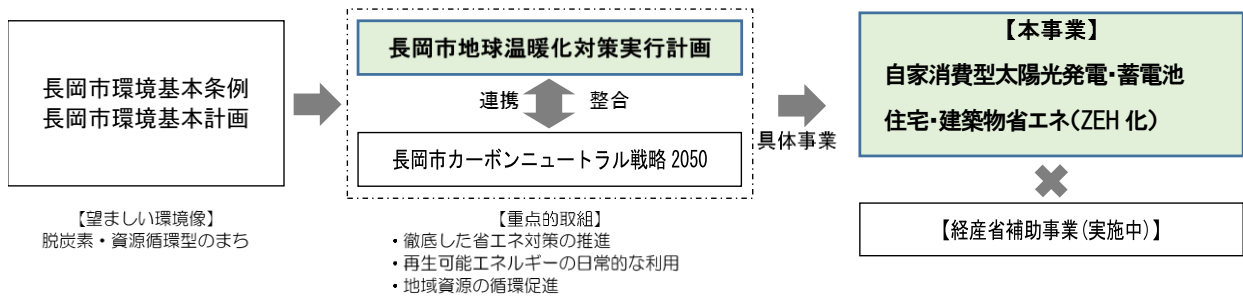 長岡市環境基本条例
長岡市環境基本計画
【望ましい環境像】
脱炭素・資源循環型のまち
長岡市地球温暖化対策実行計画
連携 整合
長岡市カーボンニュートラル戦略 2050
【重点的取組】
・徹底した省エネ対策の推進
・再生可能エネルギーの日常的な利用
・地域資源の循環促進
具体事業
【本事業】
自家消費型太陽光発電・蓄電池
住宅・建築物省エネ(ZEH 化)
【経産省補助事業(実施中)】